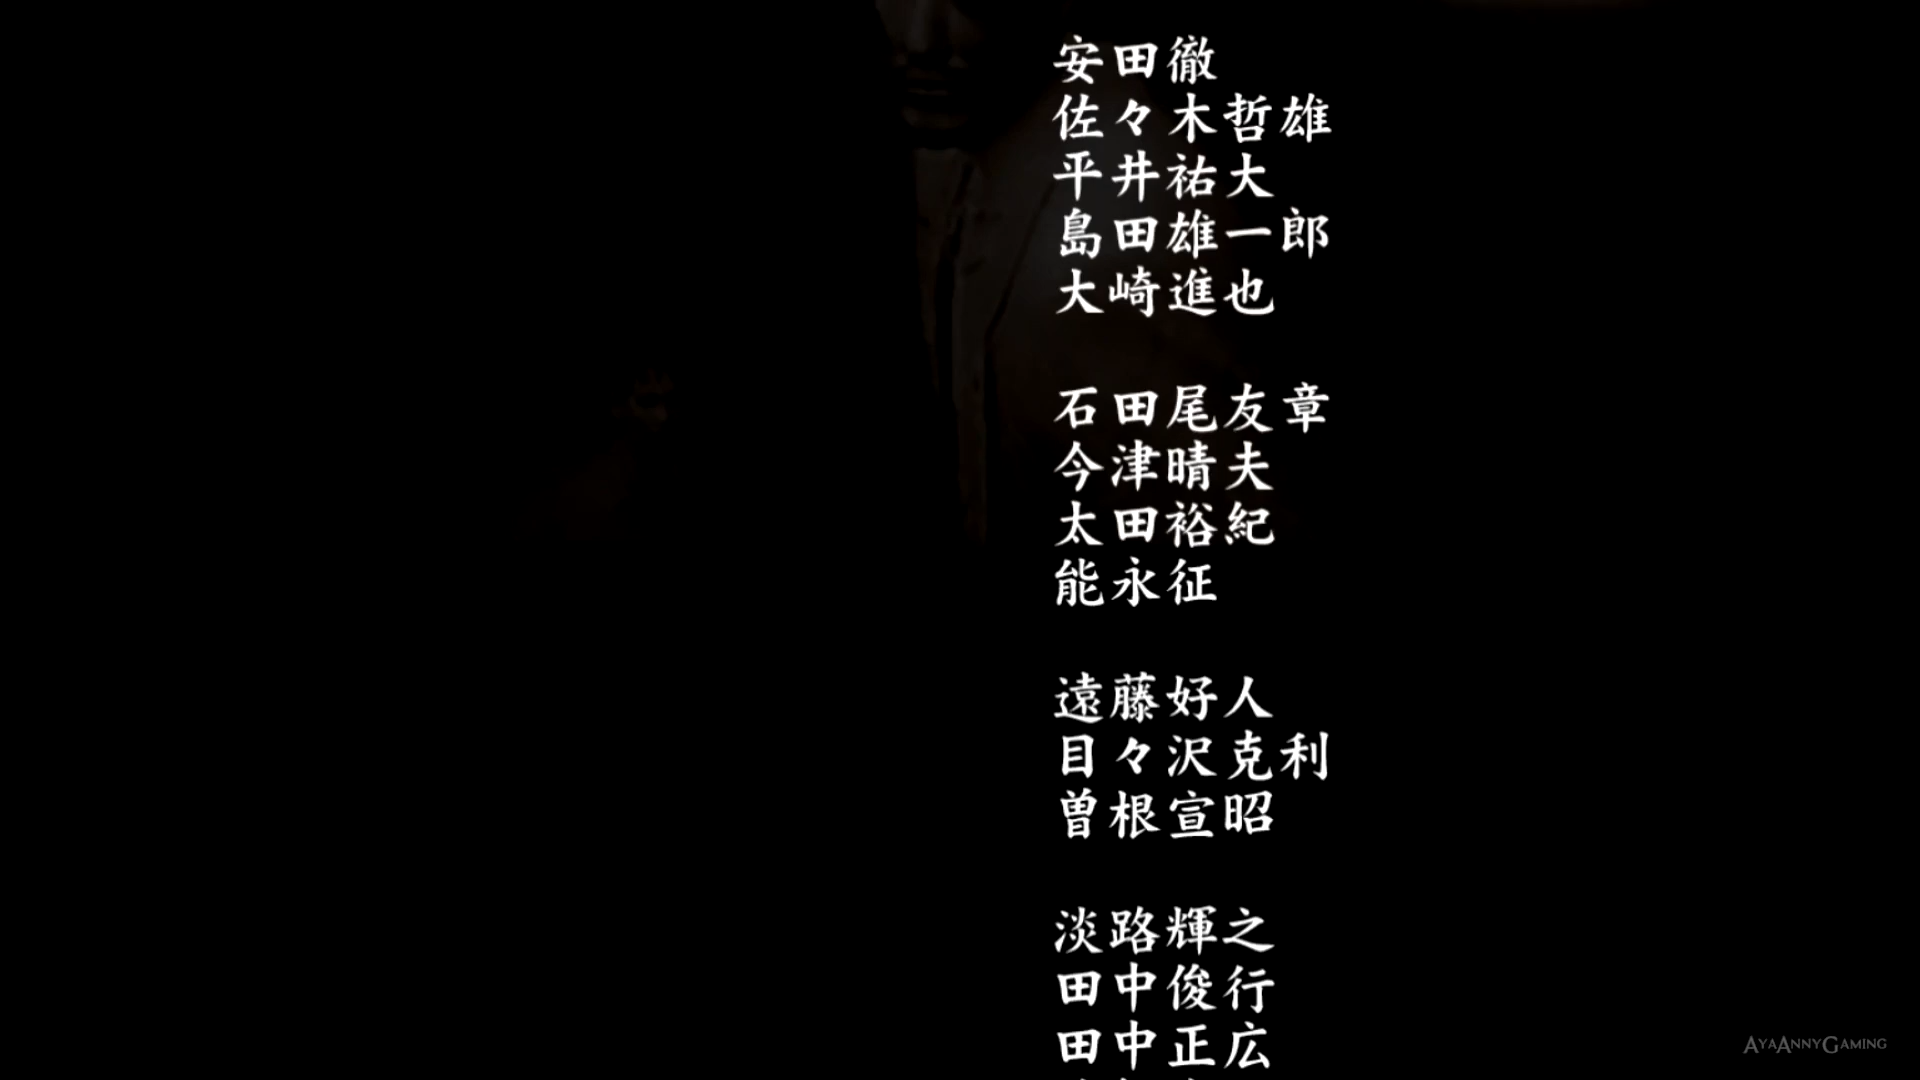 安田徹
佐々木哲雄
平井祐大
島田雄一郎
大崎進也
石田尾友章
今津晴夫
太田裕紀
能永征
遠藤好人
目々沢克利
曽根宣昭
淡路輝之
田中俊行
田中正広
AYAANNYGAMING